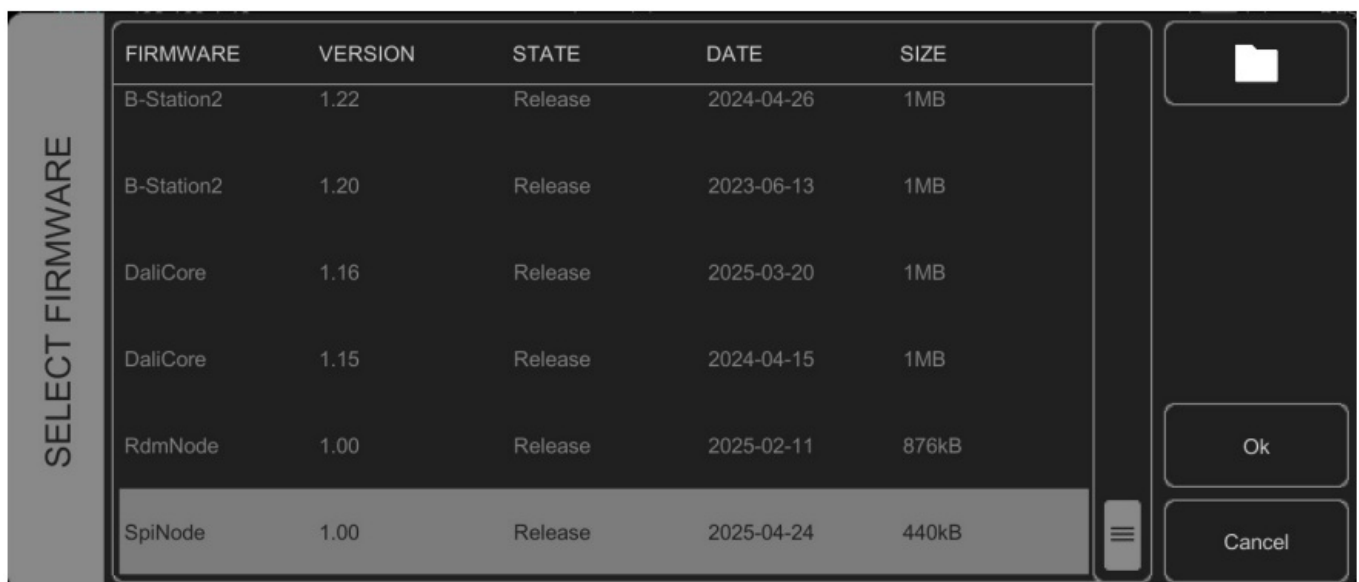 SELECT FIRMWARE
FIRMWARE VERSION STATE DATE SIZE
B-Station2 1.22 Release 2024-04-26 1MB
B-Station2 1.20 Release 2023-06-13 1MB
DaliCore 1.16 Release 2025-03-20 1MB
DaliCore 1.15 Release 2024-04-15 1MB
RdmNode 1.00 Release 2025-02-11 876kB
SpiNode 1.00 Release 2025-04-24 440kB
Ok
Cancel